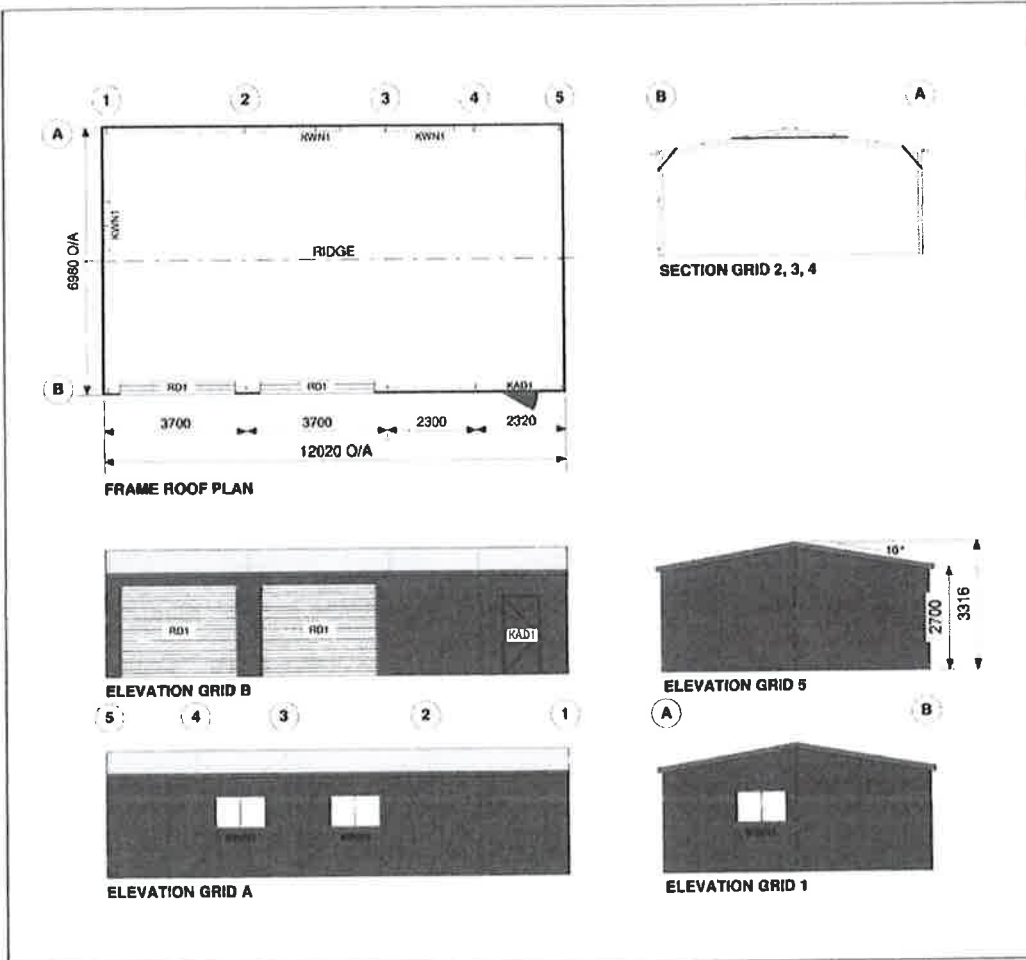 1 2 3 4 5
A
KWN1 KWN1
KWN1
6980 O/A
RIDGE
B
RD1 RD1 KAD1
3700 3700 2300 2320
12020 O/A
FRAME ROOF PLAN
B A
SECTION GRID 2, 3, 4
RD1 RD1 KAD1
ELEVATION GRID B
10°
2700
3316
ELEVATION GRID 5
5 4 3 2 1
ELEVATION GRID A
A B
ELEVATION GRID 1